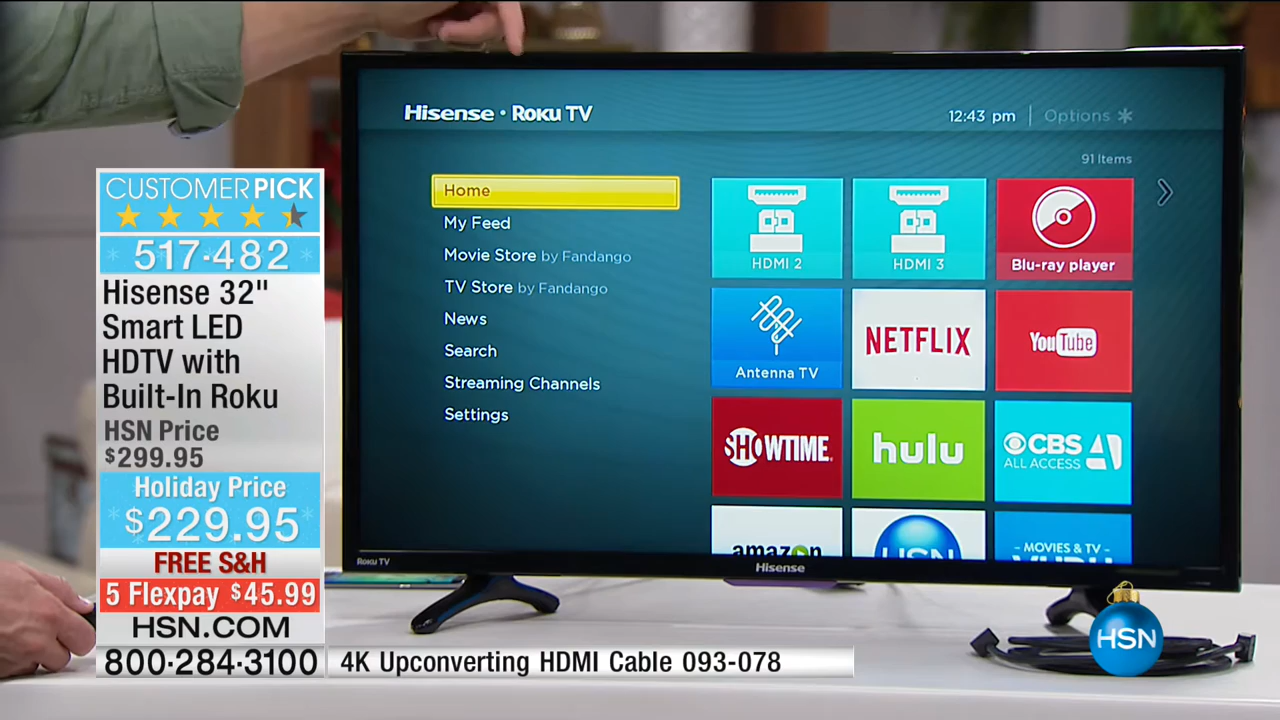 Hisense • Roku TV
12:43 pm | Options *
91 Items
Home
My Feed
Movie Store by Fandango
TV Store by Fandango
News
Search
Streaming Channels
Settings
HDMI 2
HDMI 3
Blu-ray player
Antenna TV
NETFLIX
YouTube
SHOWTIME
hulu
CBS
ALL ACCESS
amazon
HSN
MOVIES & TV
VUDU
Roku TV
Hisense
CUSTOMER PICK
517-482
Hisense 32"
Smart LED
HDTV with
Built-In Roku
HSN Price
$299.95
Holiday Price
$229.95
FREE S&H
5 Flexpay $45.99
HSN.COM
800·284·3100
4K Upconverting HDMI Cable 093-078
HSN